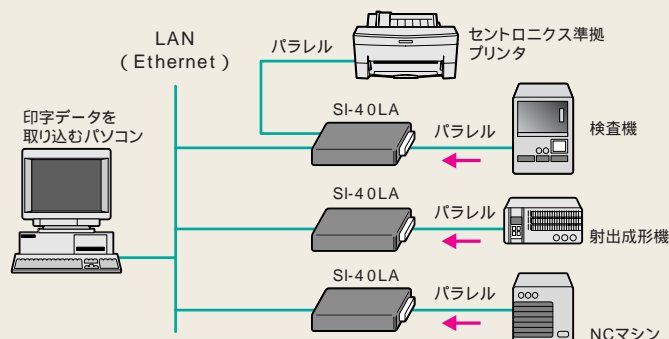 LAN
（Ethernet）
パラレル
セントロニクス準拠
プリンタ
印字データを
取り込むパソコン
SI-40LA
パラレル
検査機
SI-40LA
パラレル
射出成形機
SI-40LA
パラレル
NCマシン